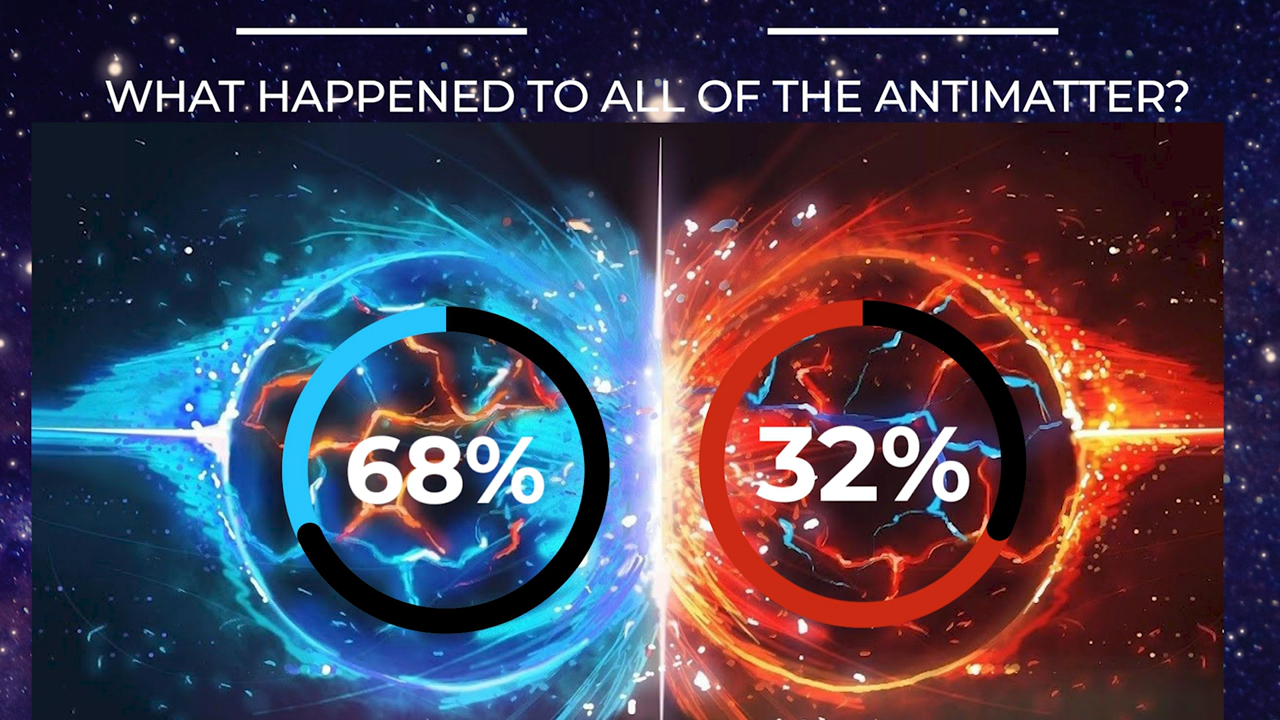 WHAT HAPPENED TO ALL OF THE ANTIMATTER?
68%
32%